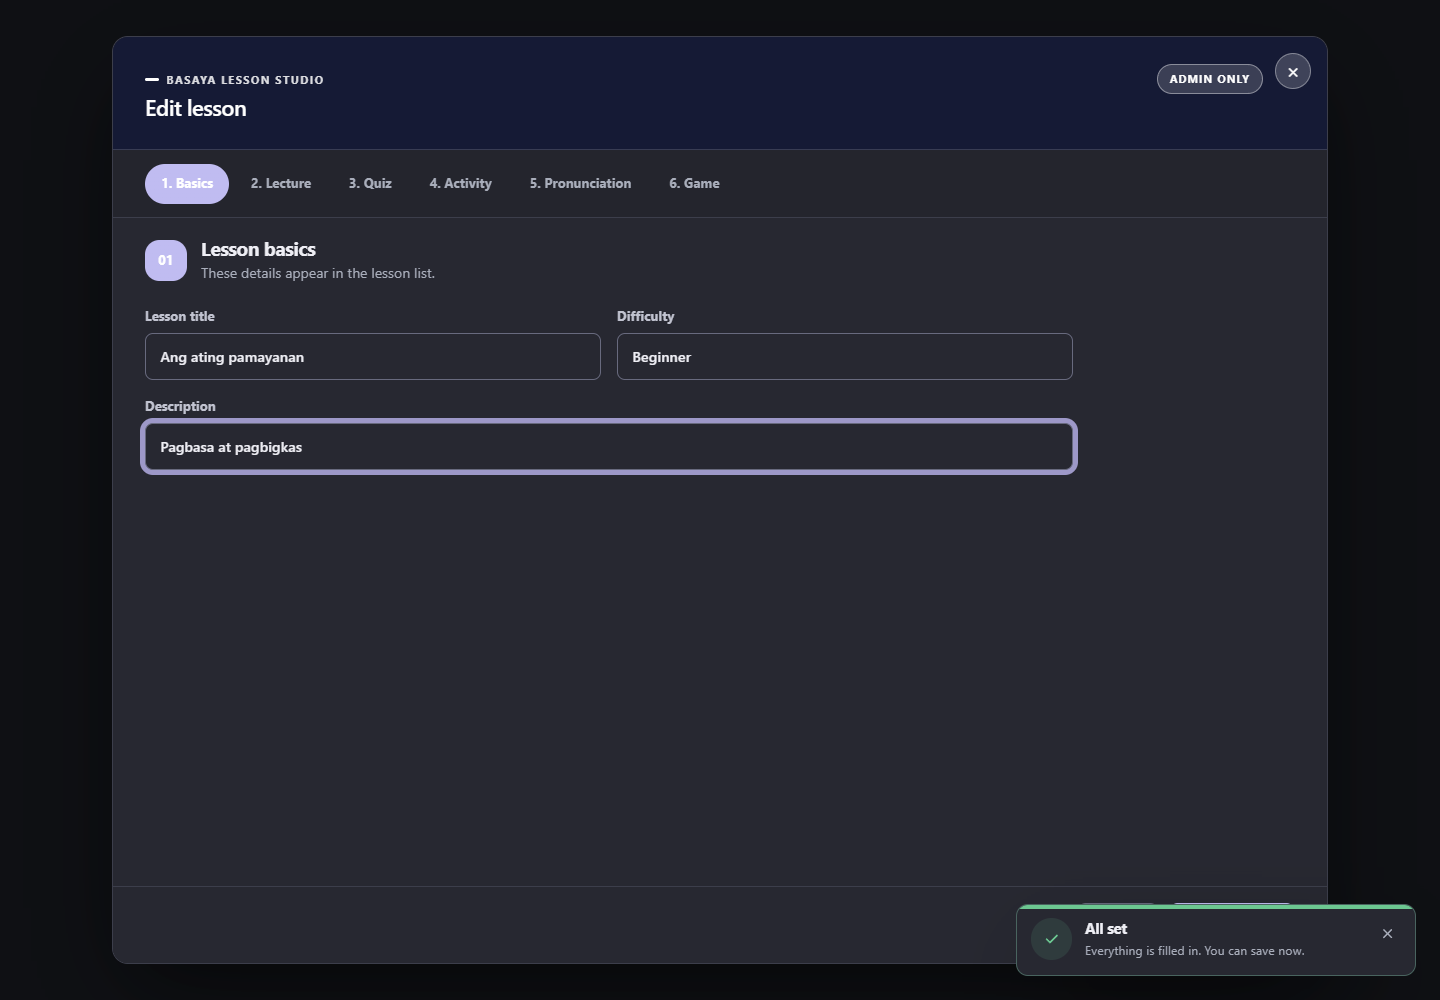 BASAYA LESSON STUDIO
Edit lesson
ADMIN ONLY
1. Basics
2. Lecture
3. Quiz
4. Activity
5. Pronunciation
6. Game
01
Lesson basics
These details appear in the lesson list.
Lesson title
Difficulty
Ang ating pamayanan
Beginner
Description
Pagbasa at pagbigkas
All set
Everything is filled in. You can save now.